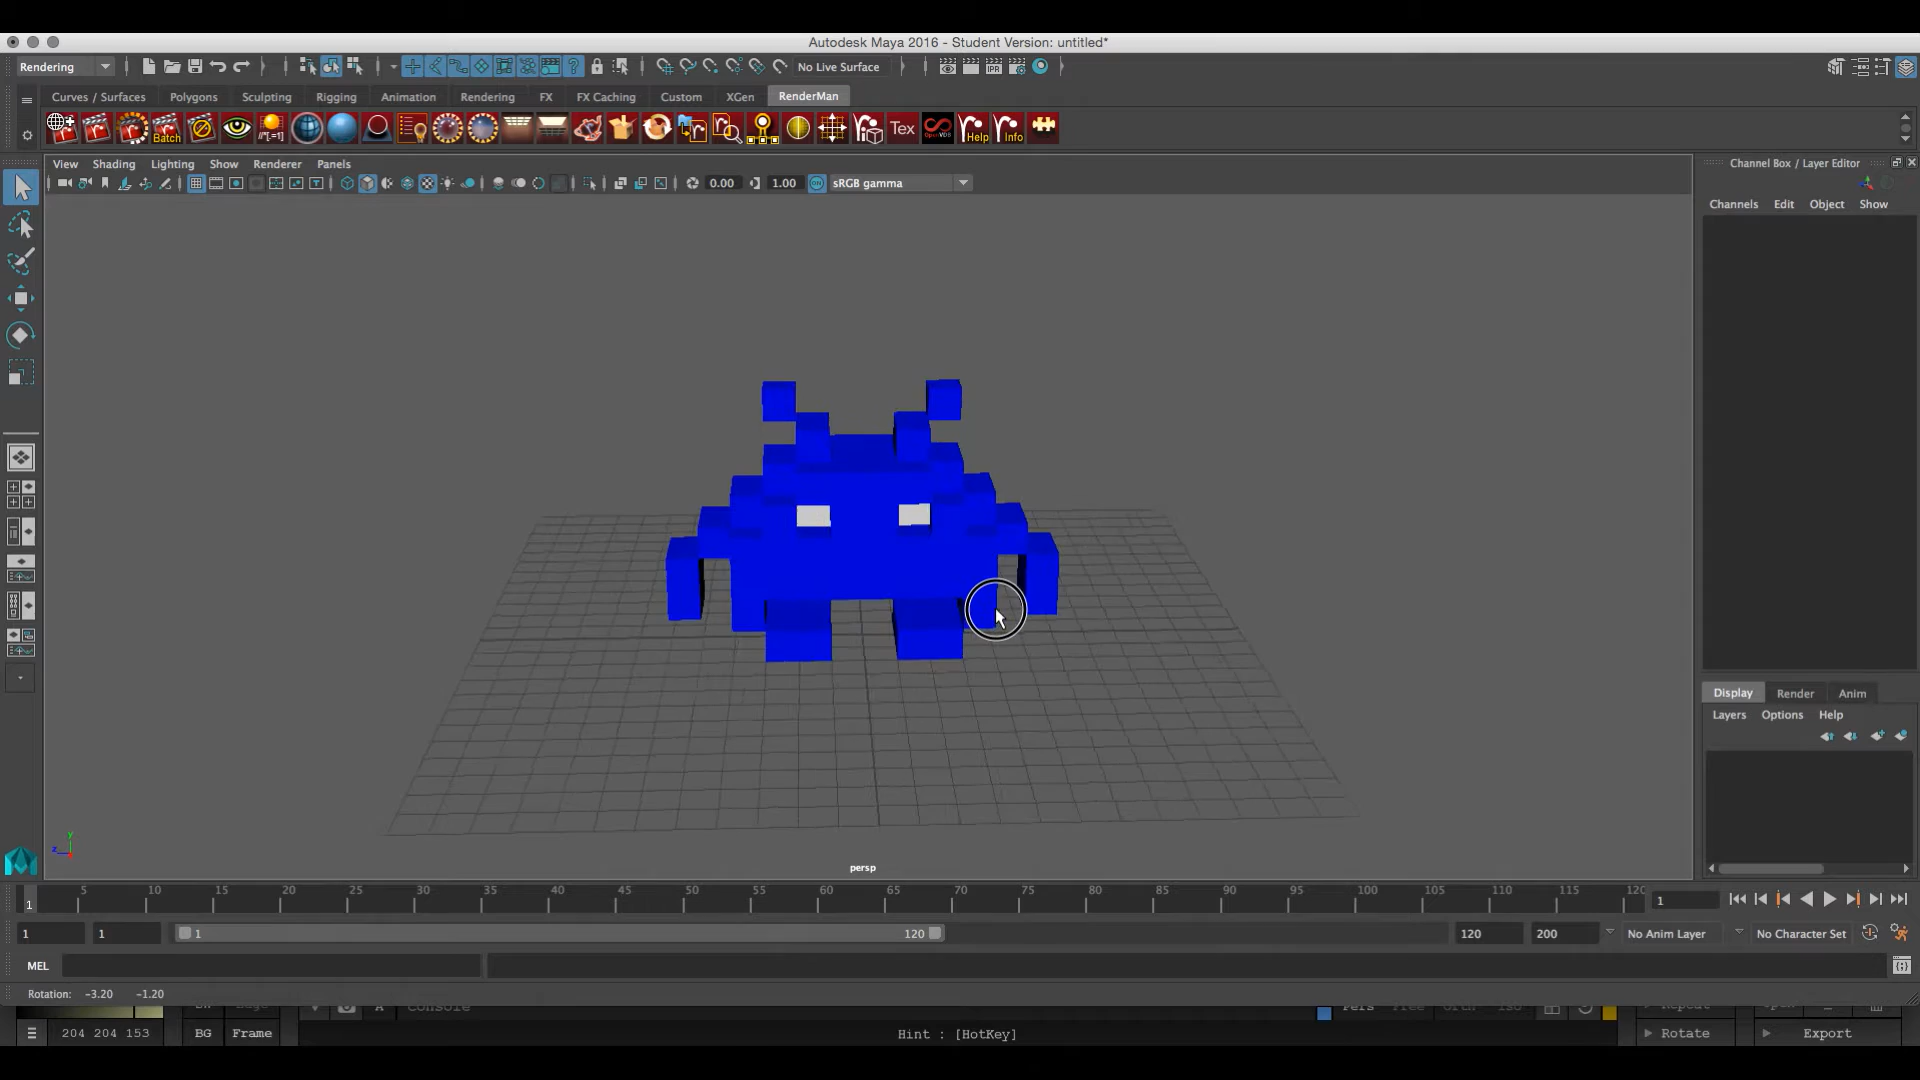 Autodesk Maya 2016 - Student Version: untitled*
Rendering
No Live Surface
Curves / Surfaces Polygons Sculpting Rigging Animation Rendering FX FX Caching Custom XGen RenderMan
Batch
//*[.=1]
Tex
OpenVDB
Help
Info
View Shading Lighting Show Renderer Panels
0.00 1.00 sRGB gamma
Channel Box / Layer Editor
Channels Edit Object Show
Display Render Anim
Layers Options Help
Y
Z
persp
5 10 15 20 25 30 35 40 45 50 55 60 65 70 75 80 85 90 95 100 105 110 115 120
1
1
1 1 1 120 120 200 No Anim Layer No Character Set
MEL
Rotation: -3.20 -1.20
Console
204 204 153 BG Frame Hint : [HotKey] Rotate Export